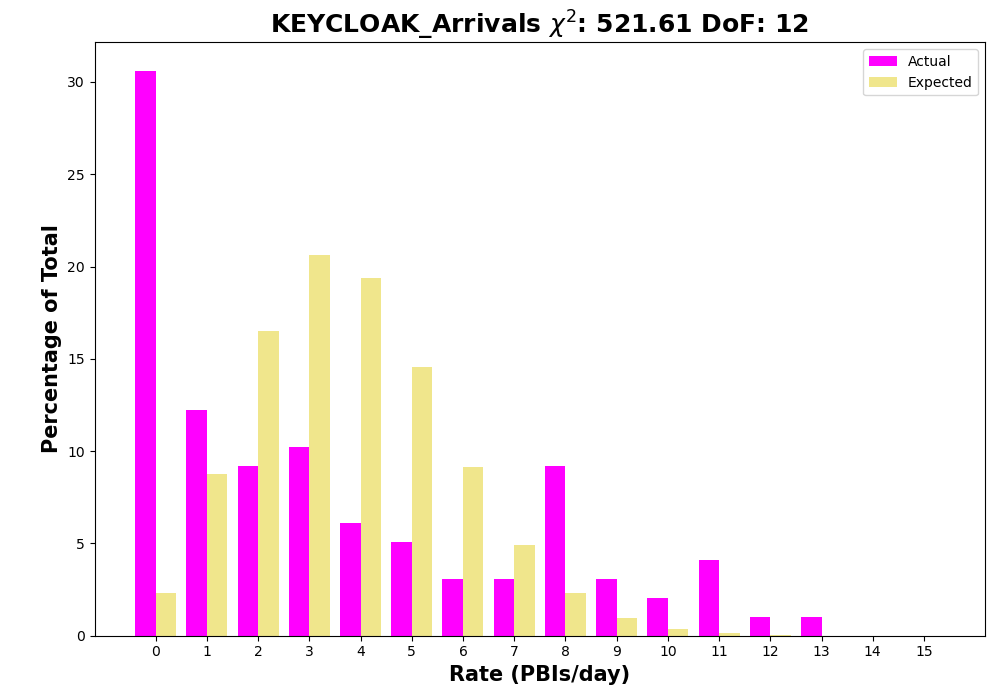 KEYCLOAK_Arrivals χ²: 521.61 DoF: 12
Actual
Expected
30
25
20
15
10
5
0
Percentage of Total
0 1 2 3 4 5 6 7 8 9 10 11 12 13 14 15
Rate (PBIs/day)